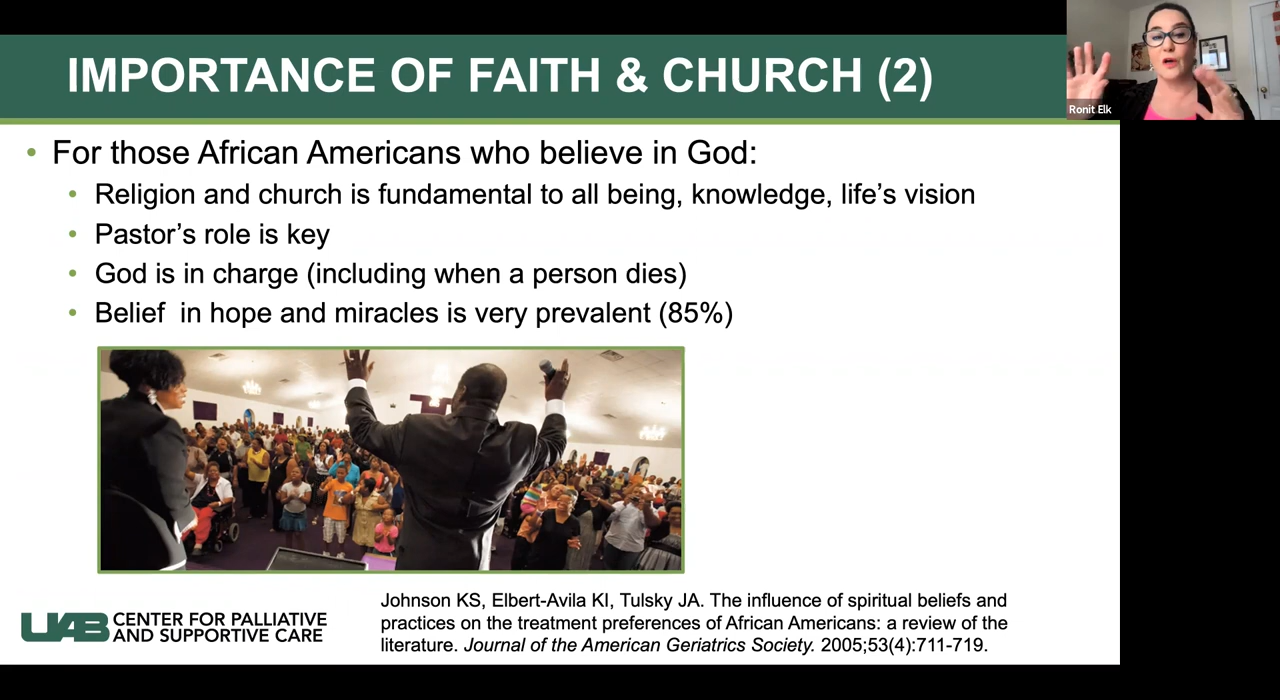 IMPORTANCE OF FAITH & CHURCH (2)
Ronit Elk
• For those African Americans who believe in God:
• Religion and church is fundamental to all being, knowledge, life’s vision
• Pastor’s role is key
• God is in charge (including when a person dies)
• Belief  in hope and miracles is very prevalent (85%)
UAB CENTER FOR PALLIATIVE
AND SUPPORTIVE CARE
Johnson KS, Elbert-Avila KI, Tulsky JA. The influence of spiritual beliefs and
practices on the treatment preferences of African Americans: a review of the
literature. Journal of the American Geriatrics Society. 2005;53(4):711-719.